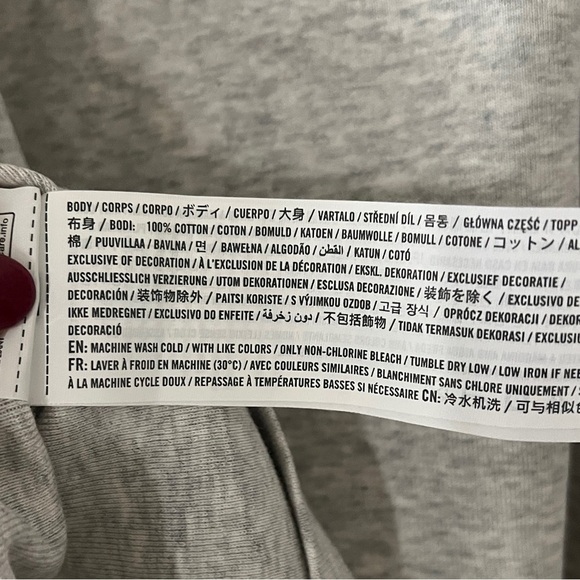 BODY / CORPS / CORPO / ボディ / CUERPO / 大身 / VARTALO / STŘEDNÍ DÍL / 몸통 / GŁÓWNA CZĘŚĆ / TOPP
布身 / BODI: 100% COTTON / COTON / BOMULD / KATOEN / BAUMWOLLE / BOMULL / COTONE / コットン / AL
棉 / PUUVILLAA / BAVLNA / 면 / BAWEŁNA / ALGODÃO / القطن / KATUN / COTÓ
EXCLUSIVE OF DECORATION / À L'EXCLUSION DE LA DÉCORATION / EKSKL. DEKORATION / EXCLUSIEF DECORATIE /
AUSSCHLIESSLICH VERZIERUNG / UTOM DEKORATIONEN / ESCLUSA DECORAZIONE / 装飾を除く / EXCLUSIVO DE
DECORACIÓN / 装饰物除外 / PAITSI KORISTE / S VÝJIMKOU OZDOB / 고급 장식 / OPRÓCZ DEKORACJI / DEKOR
IKKE MEDREGNET / EXCLUSIVO DO ENFEITE / دون زخرفة / 不包括飾物 / TIDAK TERMASUK DEKORASI / EXCLUSIU
DECORACIÓ
EN: MACHINE WASH COLD / WITH LIKE COLORS / ONLY NON-CHLORINE BLEACH / TUMBLE DRY LOW / LOW IRON IF NEE
FR: LAVER À FROID EN MACHINE (30°C) / AVEC COULEURS SIMILAIRES / BLANCHIMENT SANS CHLORE UNIQUEMENT / S
À LA MACHINE CYCLE DOUX / REPASSAGE À TEMPÉRATURES BASSES SI NÉCESSAIRE CN: 冷水机洗 / 可与相似色
are.info